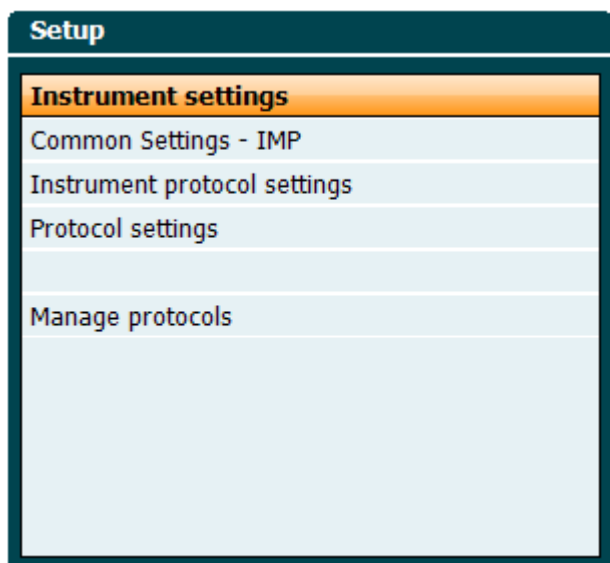 Setup
Instrument settings
Common Settings - IMP
Instrument protocol settings
Protocol settings
Manage protocols